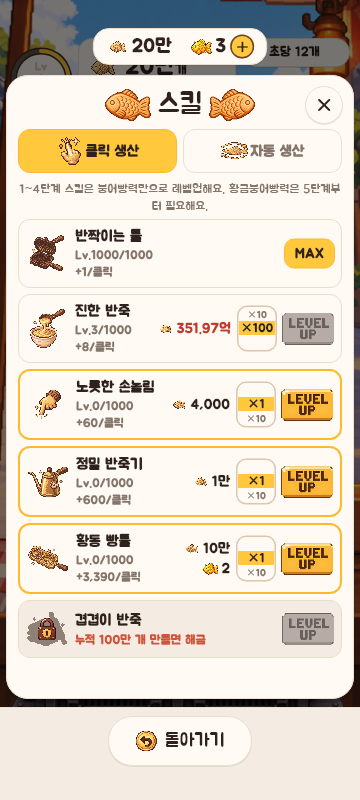 20만
3
Lv
20만개
초당 12개
스킬
클릭 생산
자동 생산
1~4단계 스킬은 붕어빵력만으로 레벨업해요. 황금붕어빵력은 5단계부
터 필요해요.
반짝이는 틀
Lv.1000/1000
+1/클릭
MAX
진한 반죽
Lv.3/1000
+8/클릭
351.97억
×10
×100
LEVEL
UP
노릇한 손놀림
Lv.0/1000
+60/클릭
4,000
×1
×10
LEVEL
UP
정밀 반죽기
Lv.0/1000
+600/클릭
1만
×1
×10
LEVEL
UP
황동 빵틀
Lv.0/1000
+3,390/클릭
10만
2
×1
×10
LEVEL
UP
겹겹이 반죽
누적 100만 개 만들면 해금
LEVEL
UP
돌아가기